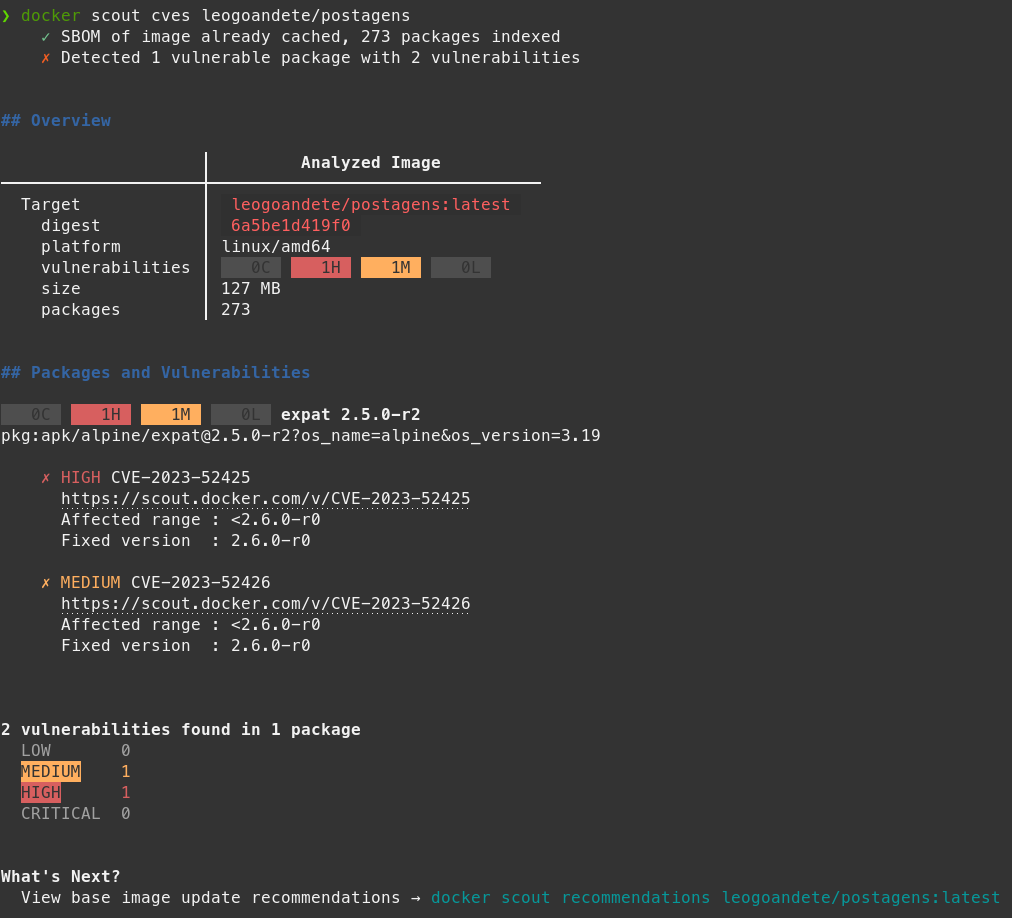 ❯ docker scout cves leogoandete/postagens
✓ SBOM of image already cached, 273 packages indexed
✗ Detected 1 vulnerable package with 2 vulnerabilities
## Overview
Analyzed Image
Target leogoandete/postagens:latest
digest 6a5be1d419f0
platform linux/amd64
vulnerabilities 0C 1H 1M 0L
size 127 MB
packages 273
## Packages and Vulnerabilities
0C 1H 1M 0L expat 2.5.0-r2
pkg:apk/alpine/expat@2.5.0-r2?os_name=alpine&os_version=3.19
✗ HIGH CVE-2023-52425
https://scout.docker.com/v/CVE-2023-52425
Affected range : <2.6.0-r0
Fixed version : 2.6.0-r0
✗ MEDIUM CVE-2023-52426
https://scout.docker.com/v/CVE-2023-52426
Affected range : <2.6.0-r0
Fixed version : 2.6.0-r0
2 vulnerabilities found in 1 package
LOW 0
MEDIUM 1
HIGH 1
CRITICAL 0
What's Next?
View base image update recommendations → docker scout recommendations leogoandete/postagens:latest